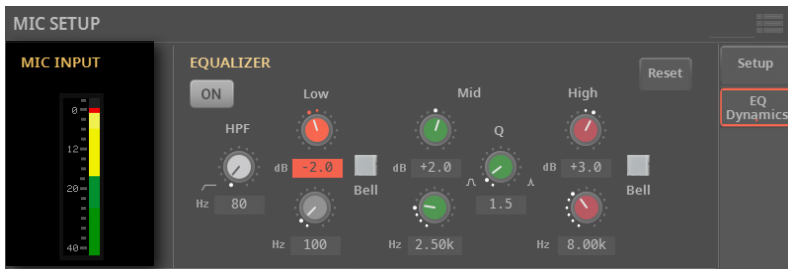 MIC SETUP
MIC INPUT
0
12
20
40
EQUALIZER
ON
Reset
Low
Mid
High
HPF
Q
dB -2.0
Bell
dB +2.0
dB +3.0
Bell
Hz 80
1.5
Hz 100
Hz 2.50k
Hz 8.00k
Setup
EQ
Dynamics